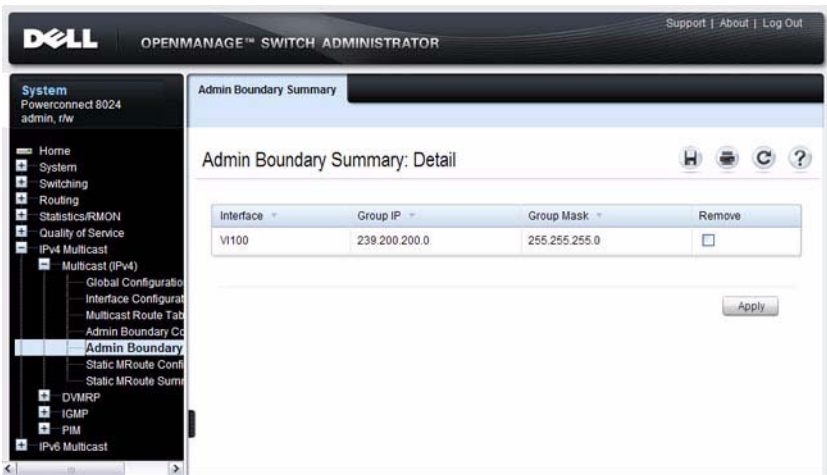 Support | About | Log Out
DELL
OPENMANAGE™ SWITCH ADMINISTRATOR
System
Powerconnect 8024
admin, r/w
Home
System
Switching
Routing
Statistics/RMON
Quality of Service
IPv4 Multicast
Multicast (IPv4)
Global Configuratio
Interface Configurat
Multicast Route Tab
Admin Boundary Co
Admin Boundary
Static MRoute Confi
Static MRoute Summ
DVMRP
IGMP
PIM
IPv6 Multicast
Admin Boundary Summary
Admin Boundary Summary: Detail
Interface Group IP Group Mask Remove
Vl100 239.200.200.0 255.255.255.0
Apply